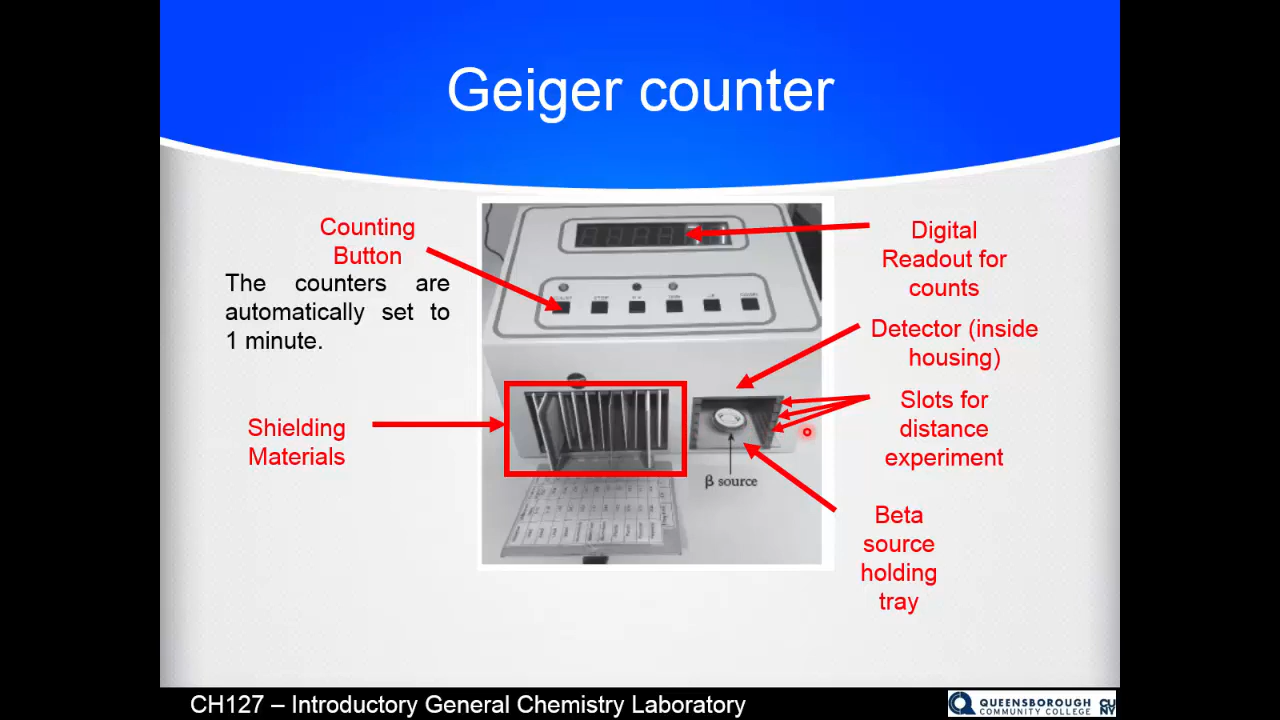 Geiger counter
Counting
Button
The counters are
automatically set to
1 minute.
Shielding
Materials
Digital
Readout for
counts
Detector (inside
housing)
Slots for
distance
experiment
β source
Beta
source
holding
tray
CH127 – Introductory General Chemistry Laboratory
QUEENSBOROUGH
COMMUNITY COLLEGE
CU
NY